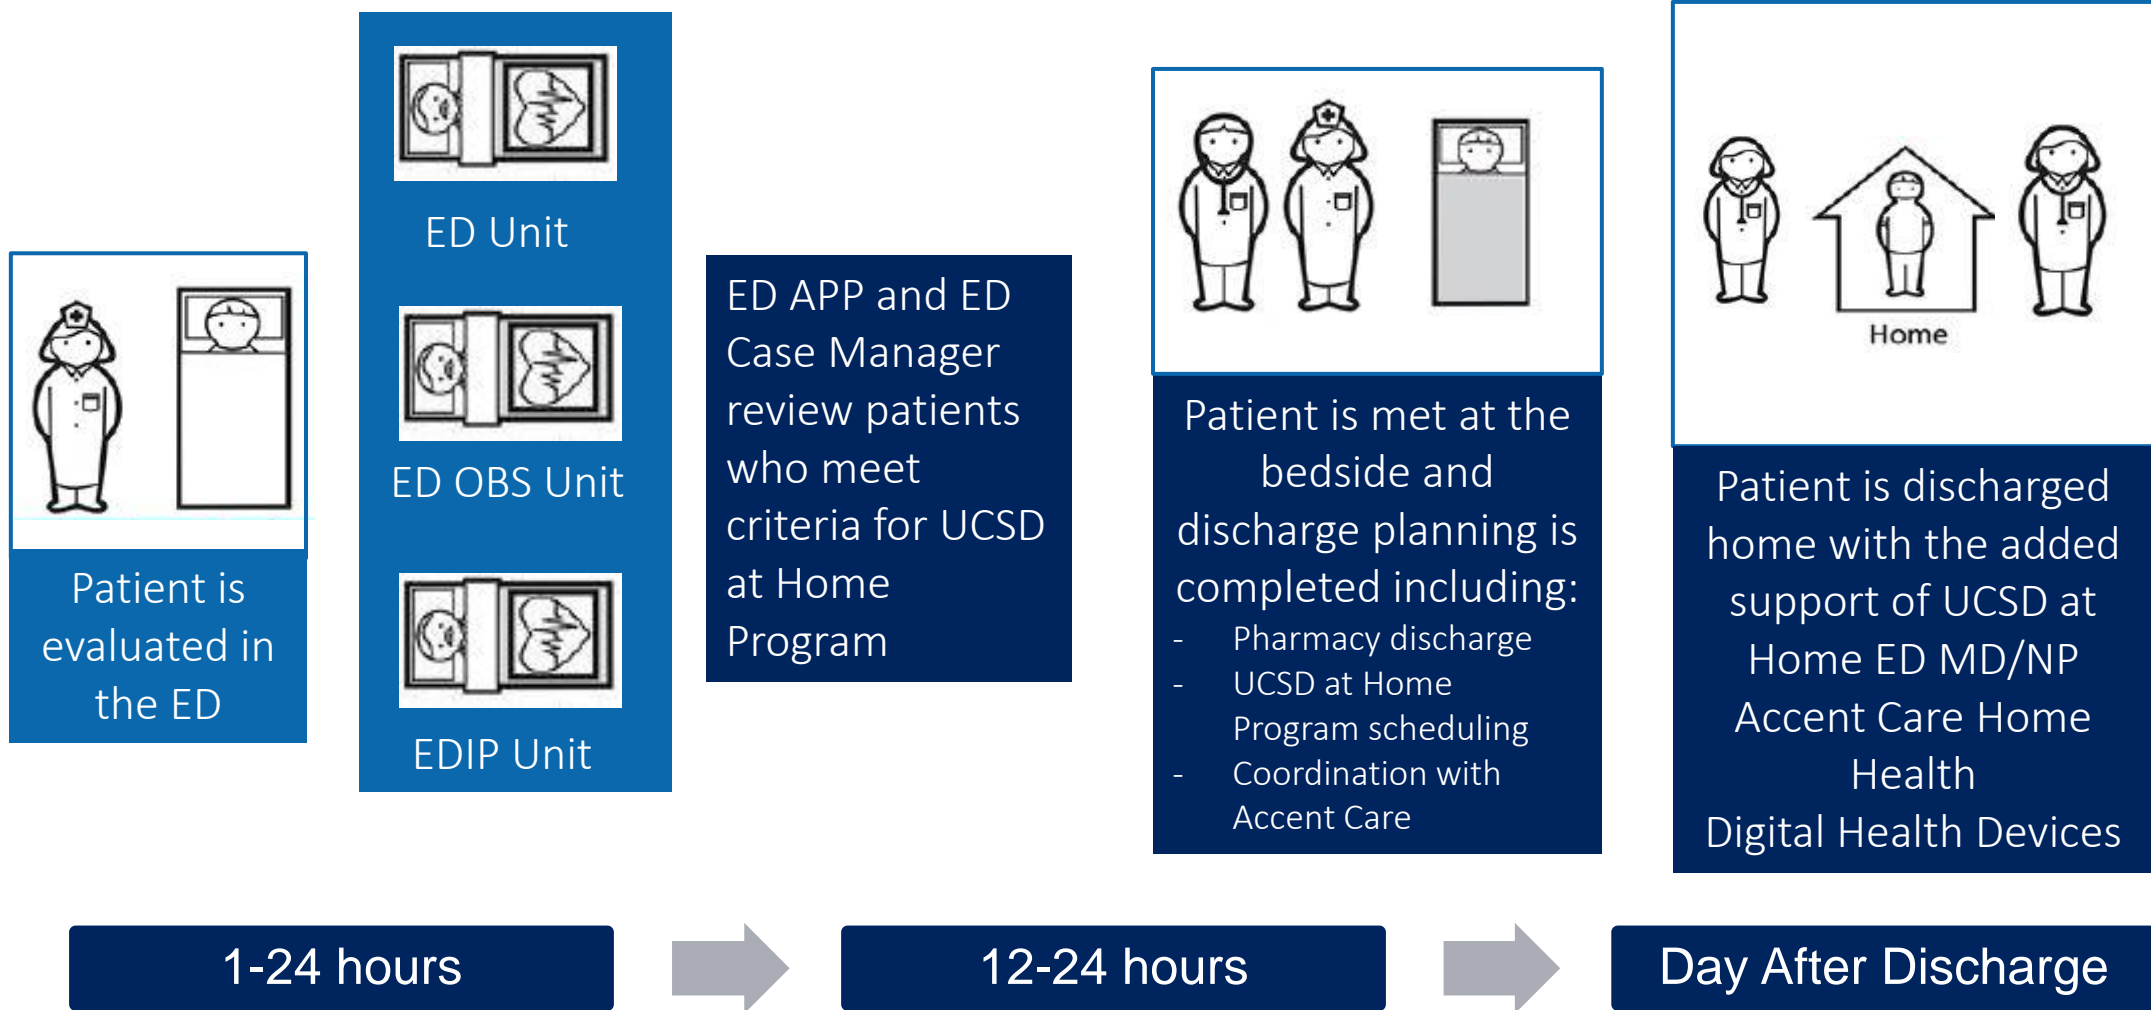 Patient is
evaluated in
the ED
ED Unit
ED OBS Unit
EDIP Unit
ED APP and ED
Case Manager
review patients
who meet
criteria for UCSD
at Home
Program
Patient is met at the
bedside and
discharge planning is
completed including:
- Pharmacy discharge
- UCSD at Home
Program scheduling
- Coordination with
Accent Care
Home
Patient is discharged
home with the added
support of UCSD at
Home ED MD/NP
Accent Care Home
Health
Digital Health Devices
1-24 hours
12-24 hours
Day After Discharge